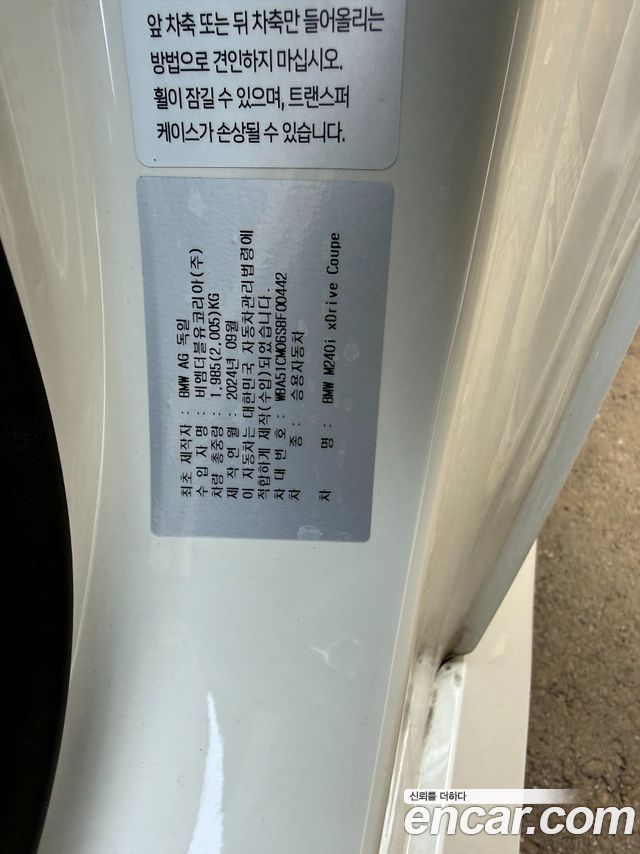 앞 차축 또는 뒤 차축만 들어올리는
방법으로 견인하지 마십시오.
휠이 잠길 수 있으며, 트랜스퍼
케이스가 손상될 수 있습니다.
최초 제작자 : BMW AG 독일
수 입 자 명 : 비엠더블유코리아(주)
차량 총중량 : 1,985(2,005)KG
제 작 연 월 : 2024년 09월
이 자동차는 대한민국 자동차관리법령에
적합하게 제작(수입)되었습니다.
차 대 번 호 : WBA51CM06S8F00442
차 종 : 승용자동차
차 명 : BMW M240i xDrive Coupe
신뢰를 더하다
encar.com